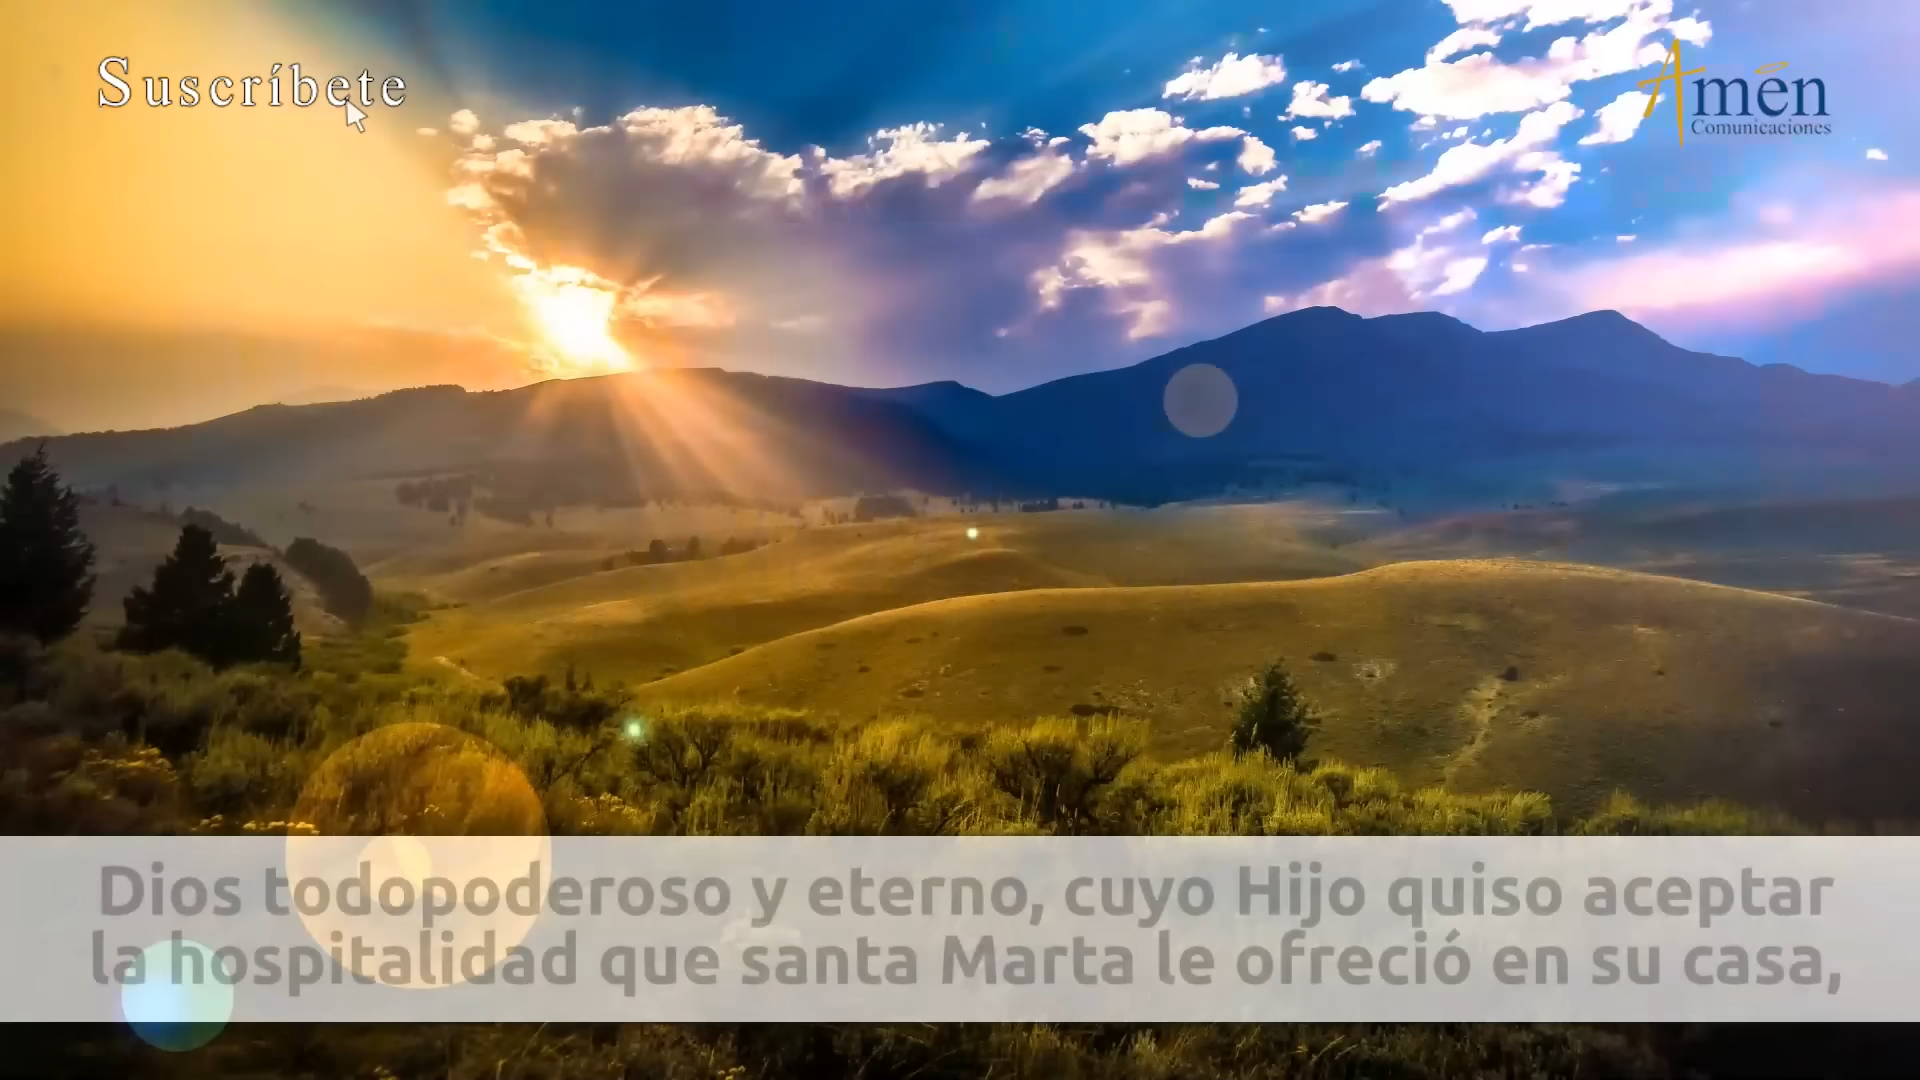 Suscríbete
Amén
Comunicaciones
Dios todopoderoso y eterno, cuyo Hijo quiso aceptar
la hospitalidad que santa Marta le ofreció en su casa,